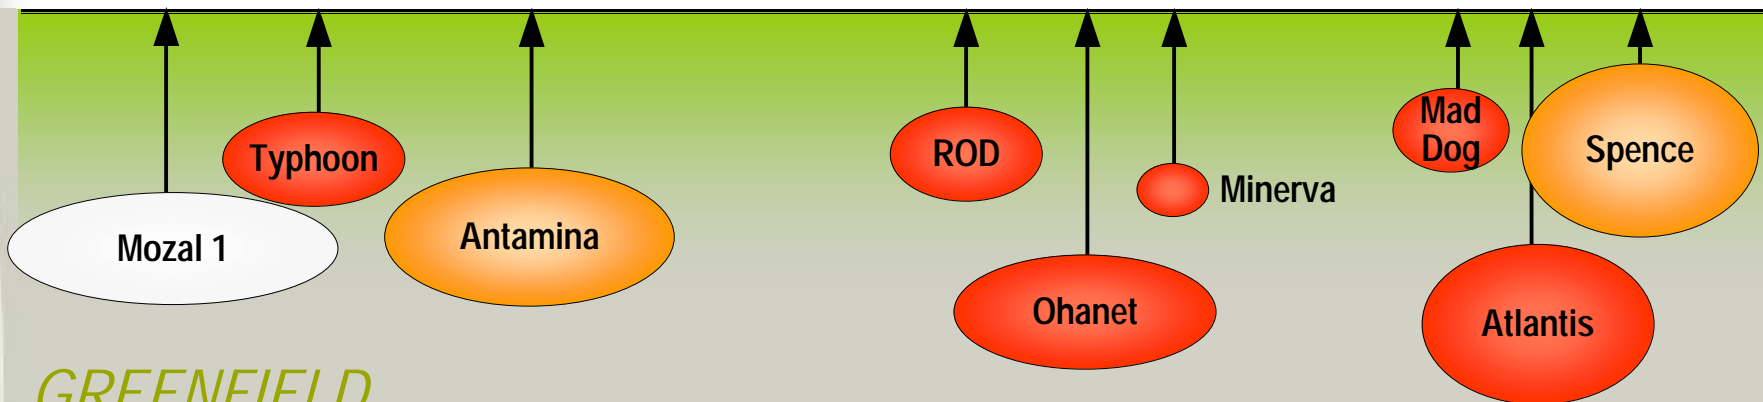 Typhoon
Mozal 1
Antamina
ROD
Minerva
Ohanet
Mad
Dog
Spence
Atlantis
GREENFIELD